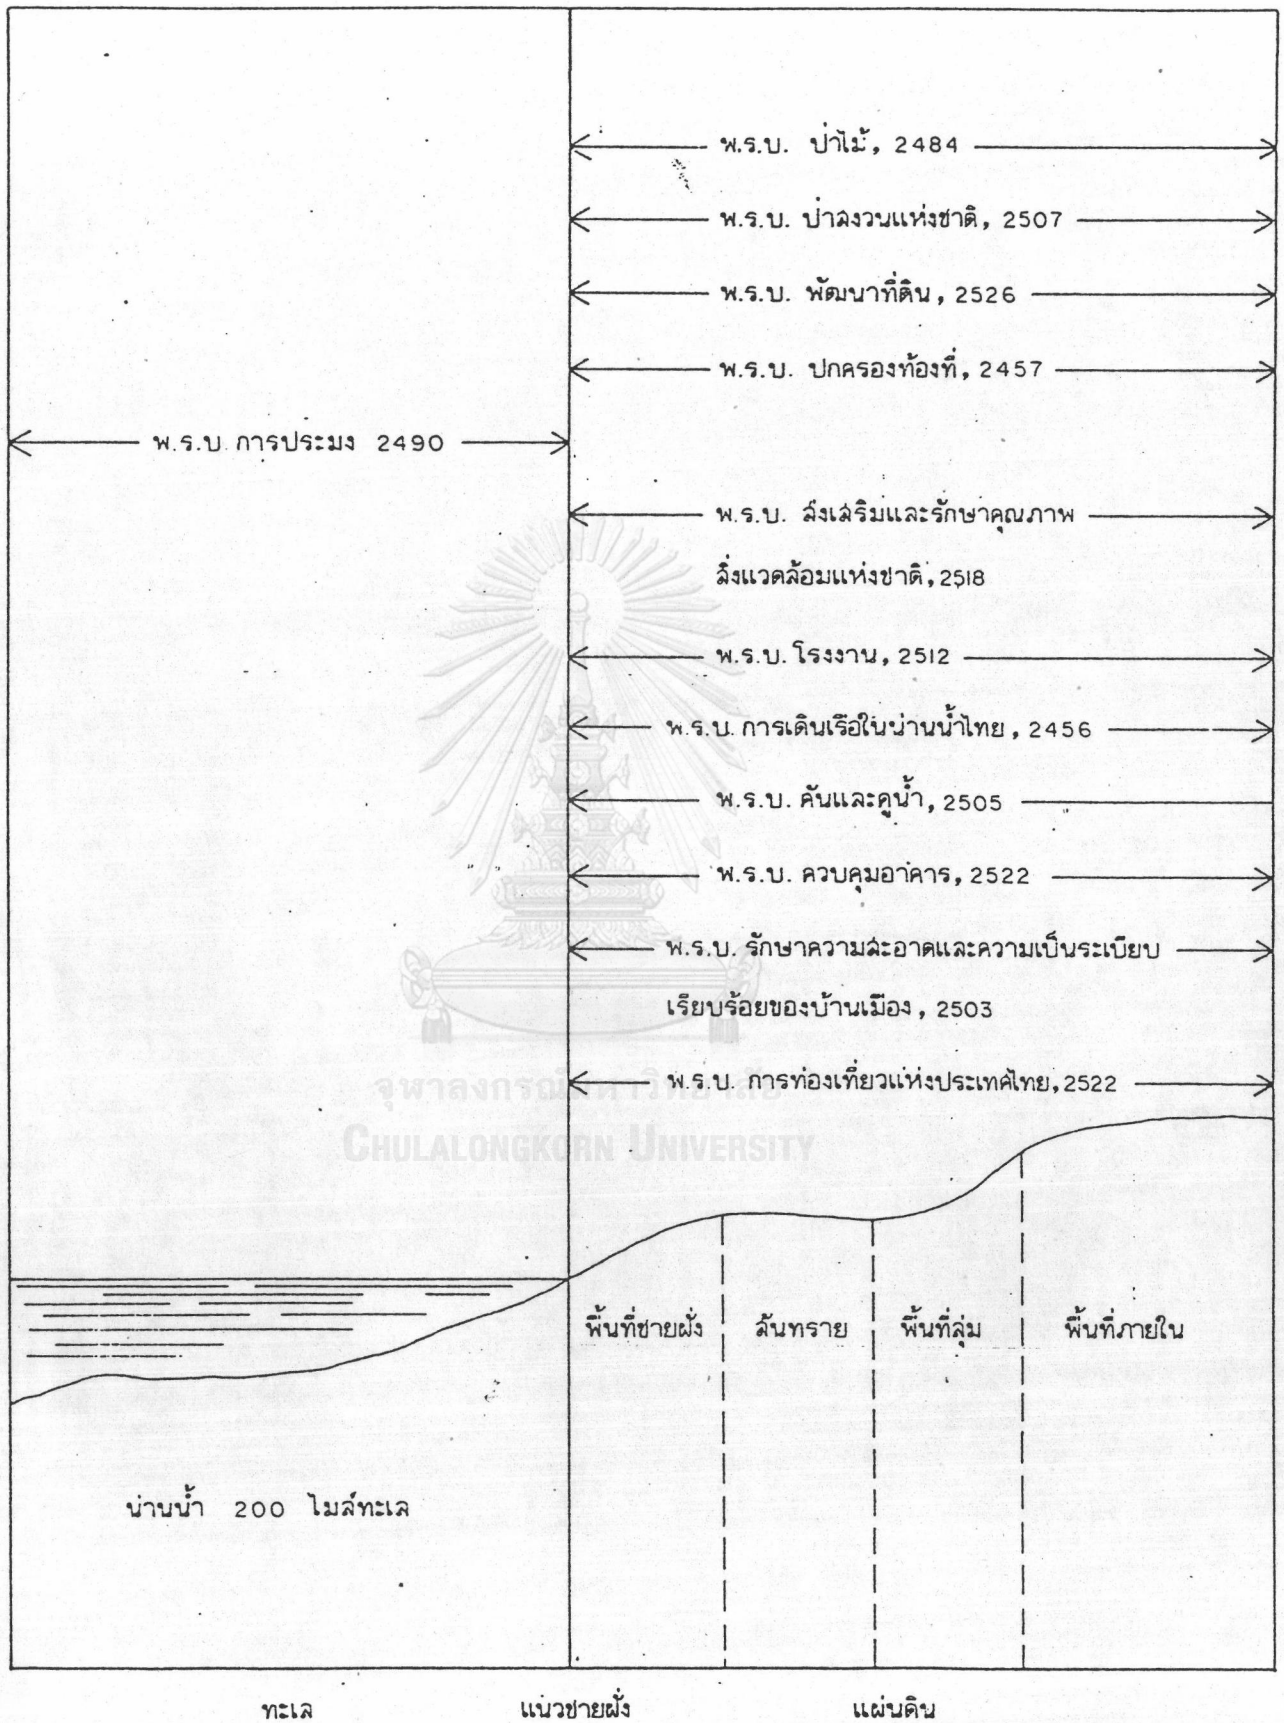 พ.ร.บ. ป่าไม้, 2484
พ.ร.บ. ป่าสงวนแห่งชาติ, 2507
พ.ร.บ. พัฒนาที่ดิน, 2526
พ.ร.บ. ปกครองท้องที่, 2457
พ.ร.บ. การประมง 2490
พ.ร.บ. ส่งเสริมและรักษาคุณภาพ
สิ่งแวดล้อมแห่งชาติ, 2518
พ.ร.บ. โรงงาน, 2512
พ.ร.บ. การเดินเรือในน่านน้ำไทย, 2456
พ.ร.บ. คันและคูน้ำ, 2505
พ.ร.บ. ควบคุมอาคาร, 2522
พ.ร.บ. รักษาความสะอาดและความเป็นระเบียบ
เรียบร้อยของบ้านเมือง, 2503
พ.ร.บ. การท่องเที่ยวแห่งประเทศไทย, 2522
จุฬาลงกรณ์มหาวิทยาลัย
CHULALONGKORN UNIVERSITY
พื้นที่ชายฝั่ง สันทราย พื้นที่ลุ่ม พื้นที่ภายใน
น่านน้ำ 200 ไมล์ทะเล
ทะเล แนวชายฝั่ง แผ่นดิน